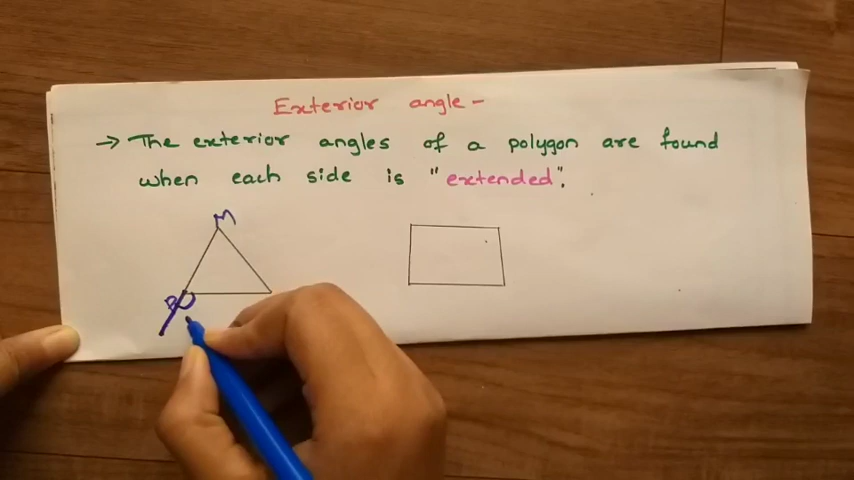 Exterior angle -
→ The exterior angles of a polygon are found
when each side is "extended".
M